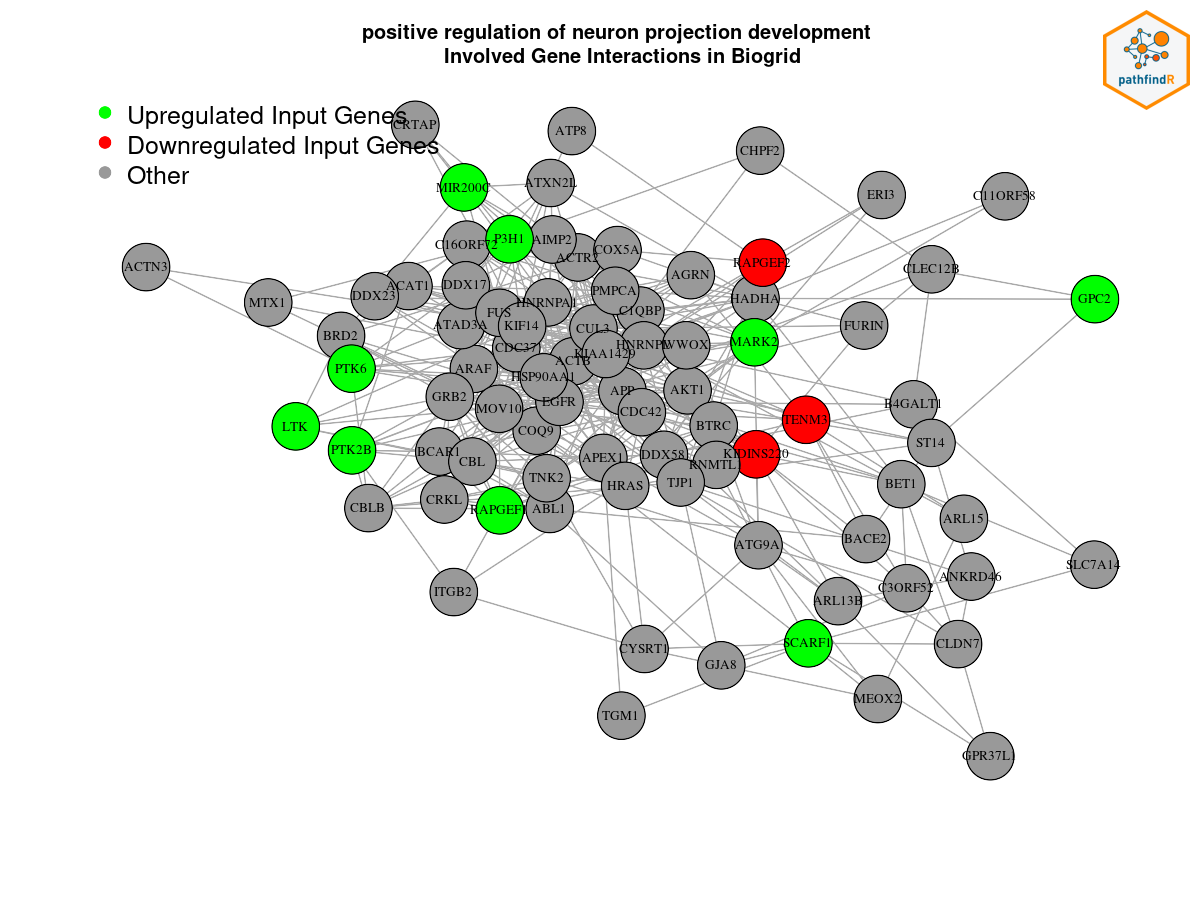 positive regulation of neuron projection development
Involved Gene Interactions in Biogrid
pathfindR
Upregulated Input Genes
Downregulated Input Genes
Other
CRTAP
ATP8
CHPF2
MIR200C
ATXN2L
ERI3
C11ORF58
P3H1
AIMP2
C16ORF72
ACTR2
COX5A
RAPGEF2
ACTN3
CLEC12B
AGRN
DDX17
ACAT1
DDX23
PMPCA
HADHA
GPC2
MTX1
HNRNPA1
C1QBP
FUS
ATAD3A
KIF14
CUL3
FURIN
BRD2
MARK2
CDC37
KIAA1429
WWOX
ACTB
PTK6
ARAF
HSP90AA1
APP
AKT1
GRB2
MOV10
EGFR
CDC42
B4GALT1
LTK
BTRC
TENM3
COQ9
ST14
PTK2B
BCAR1
CBL
APEX1
DDX58
RNMTL1
KIDINS220
TNK2
HRAS
TJP1
BET1
CBLB
CRKL
ABL1
ARL15
ATG9A
BACE2
SLC7A14
ANKRD46
ITGB2
C3ORF52
ARL13B
CYSRT1
SCARF1
CLDN7
GJA8
MEOX2
TGM1
GPR37L1